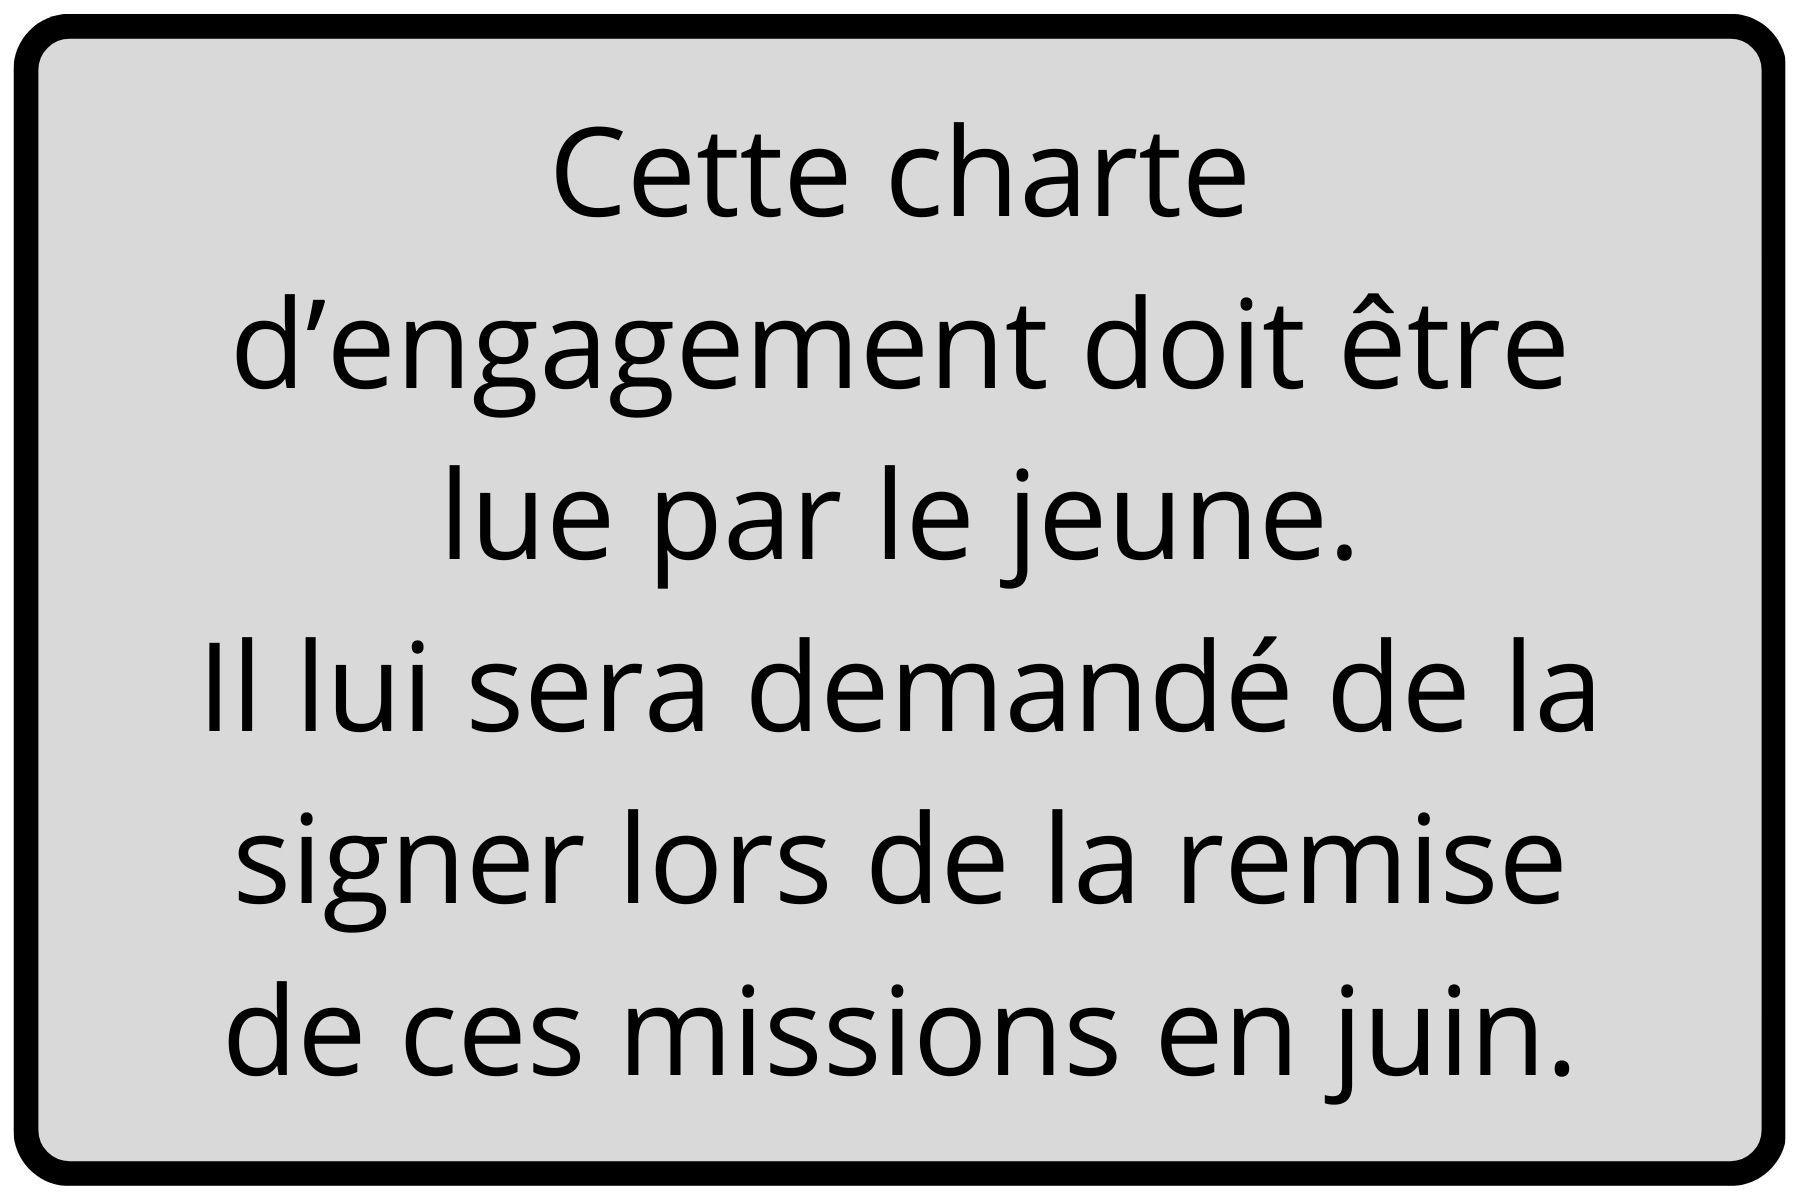 Cette charte
d’engagement doit être
lue par le jeune.
Il lui sera demandé de la
signer lors de la remise
de ces missions en juin.